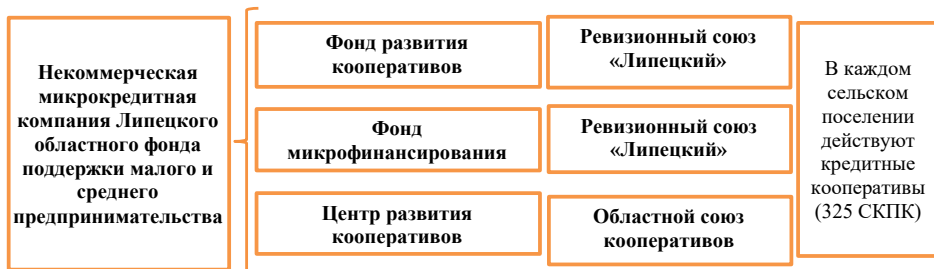 Некоммерческая
микрокредитная
компания Липецкого
областного фонда
поддержки малого и
среднего
предпринимательства
Фонд развития
кооперативов
Ревизионный союз
«Липецкий»
Фонд
микрофинансирования
Ревизионный союз
«Липецкий»
Центр развития
кооперативов
Областной союз
кооперативов
В каждом
сельском
поселении
действуют
кредитные
кооперативы
(325 СКПК)